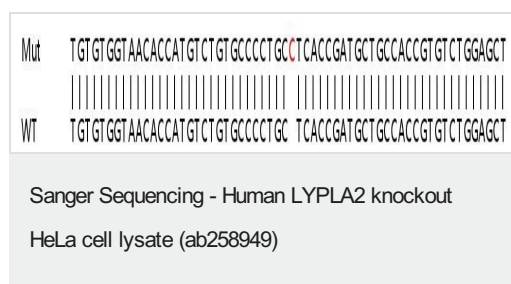 Mut TGTGTGGTAACACCATGTCTGTGCCCCTGCCTCACCGATGCTGCCACCGTGTCTGGAGCT
WT TGTGTGGTAACACCATGTCTGTGCCCCTGC TCACCGATGCTGCCACCGTGTCTGGAGCT
Sanger Sequencing - Human LYPLA2 knockout
HeLa cell lysate (ab258949)